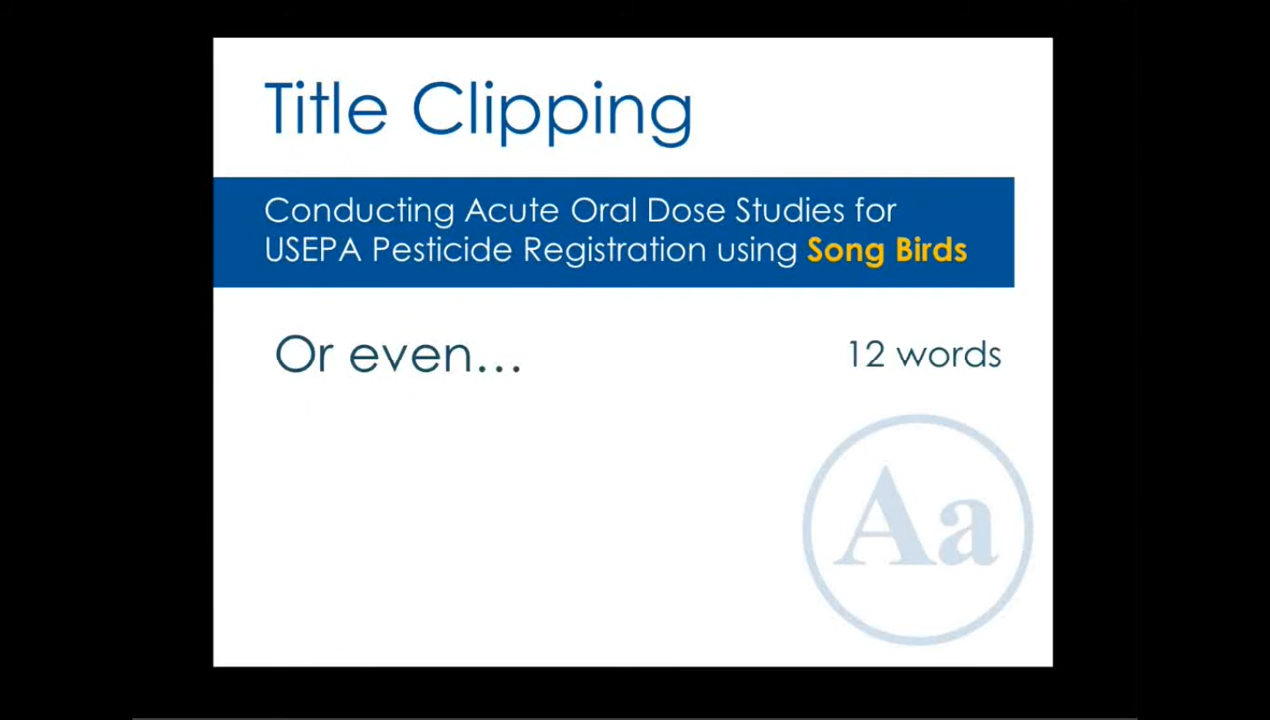 Title Clipping
Conducting Acute Oral Dose Studies for
USEPA Pesticide Registration using Song Birds
Or even...
12 words
Aa